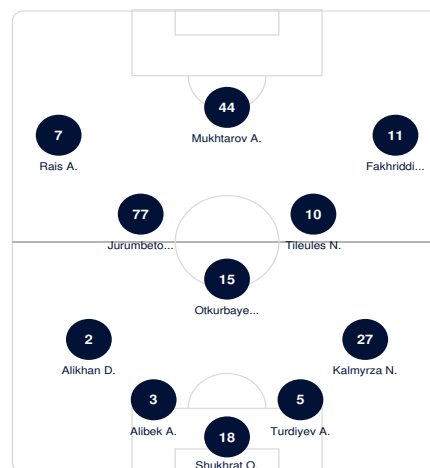 44
Mukhtarov A.
7
Rais A.
11
Fakhriddi...
77
Jurumbeto...
10
Tileules N.
15
Otkurbaye...
2
Alikhan D.
27
Kalmyrza N.
3
Alibek A.
5
Turdiyev A.
18
Shukhrat O.